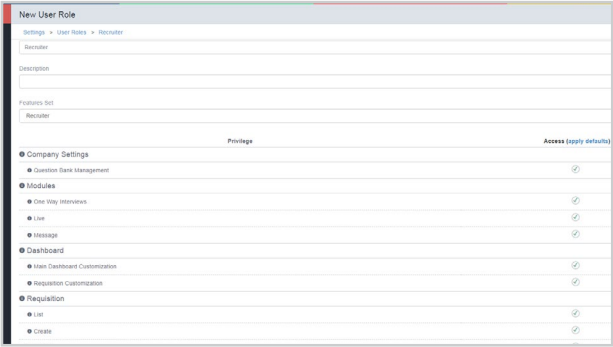 New User Role
Settings > User Roles > Recruiter
Recruiter
Description
Features Set
Recruiter
Privilege Access (apply defaults)
Company Settings
Question Bank Management
Modules
One Way Interviews
Live
Message
Dashboard
Main Dashboard Customization
Requisition Customization
Requisition
List
Create